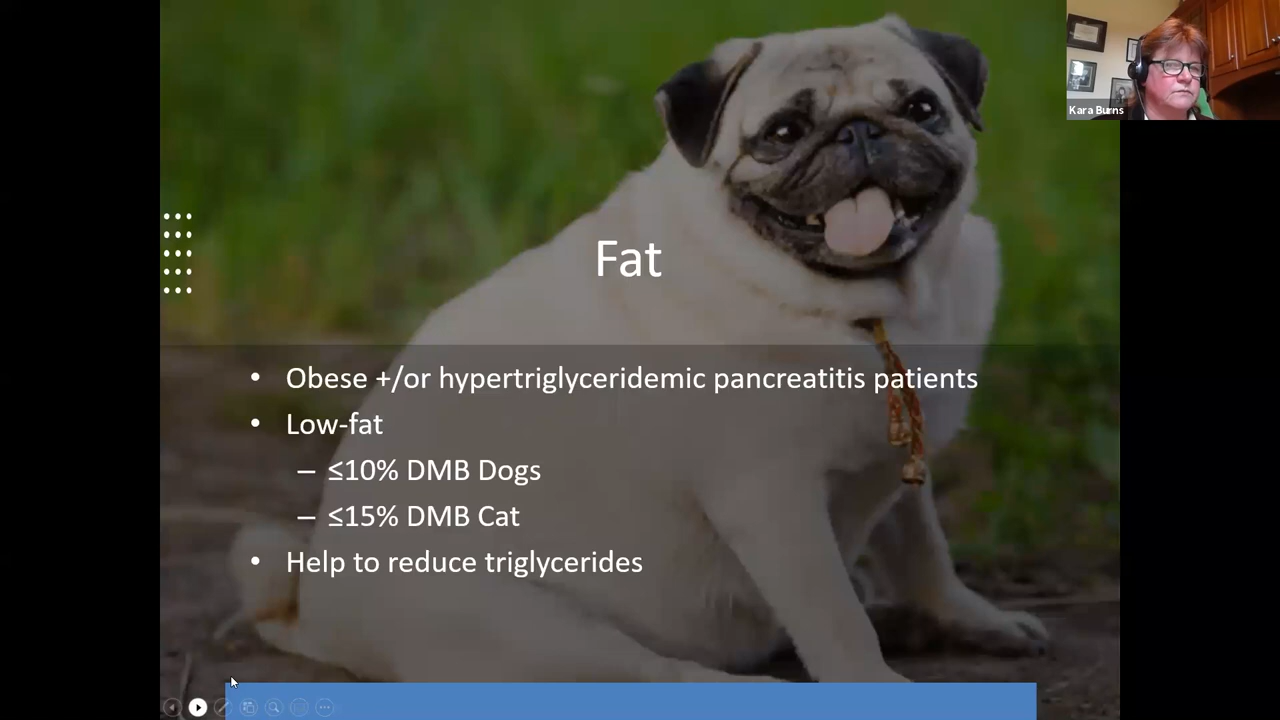 Kara Burns
Fat
• Obese +/or hypertriglyceridemic pancreatitis patients
• Low-fat
– ≤10% DMB Dogs
– ≤15% DMB Cat
• Help to reduce triglycerides